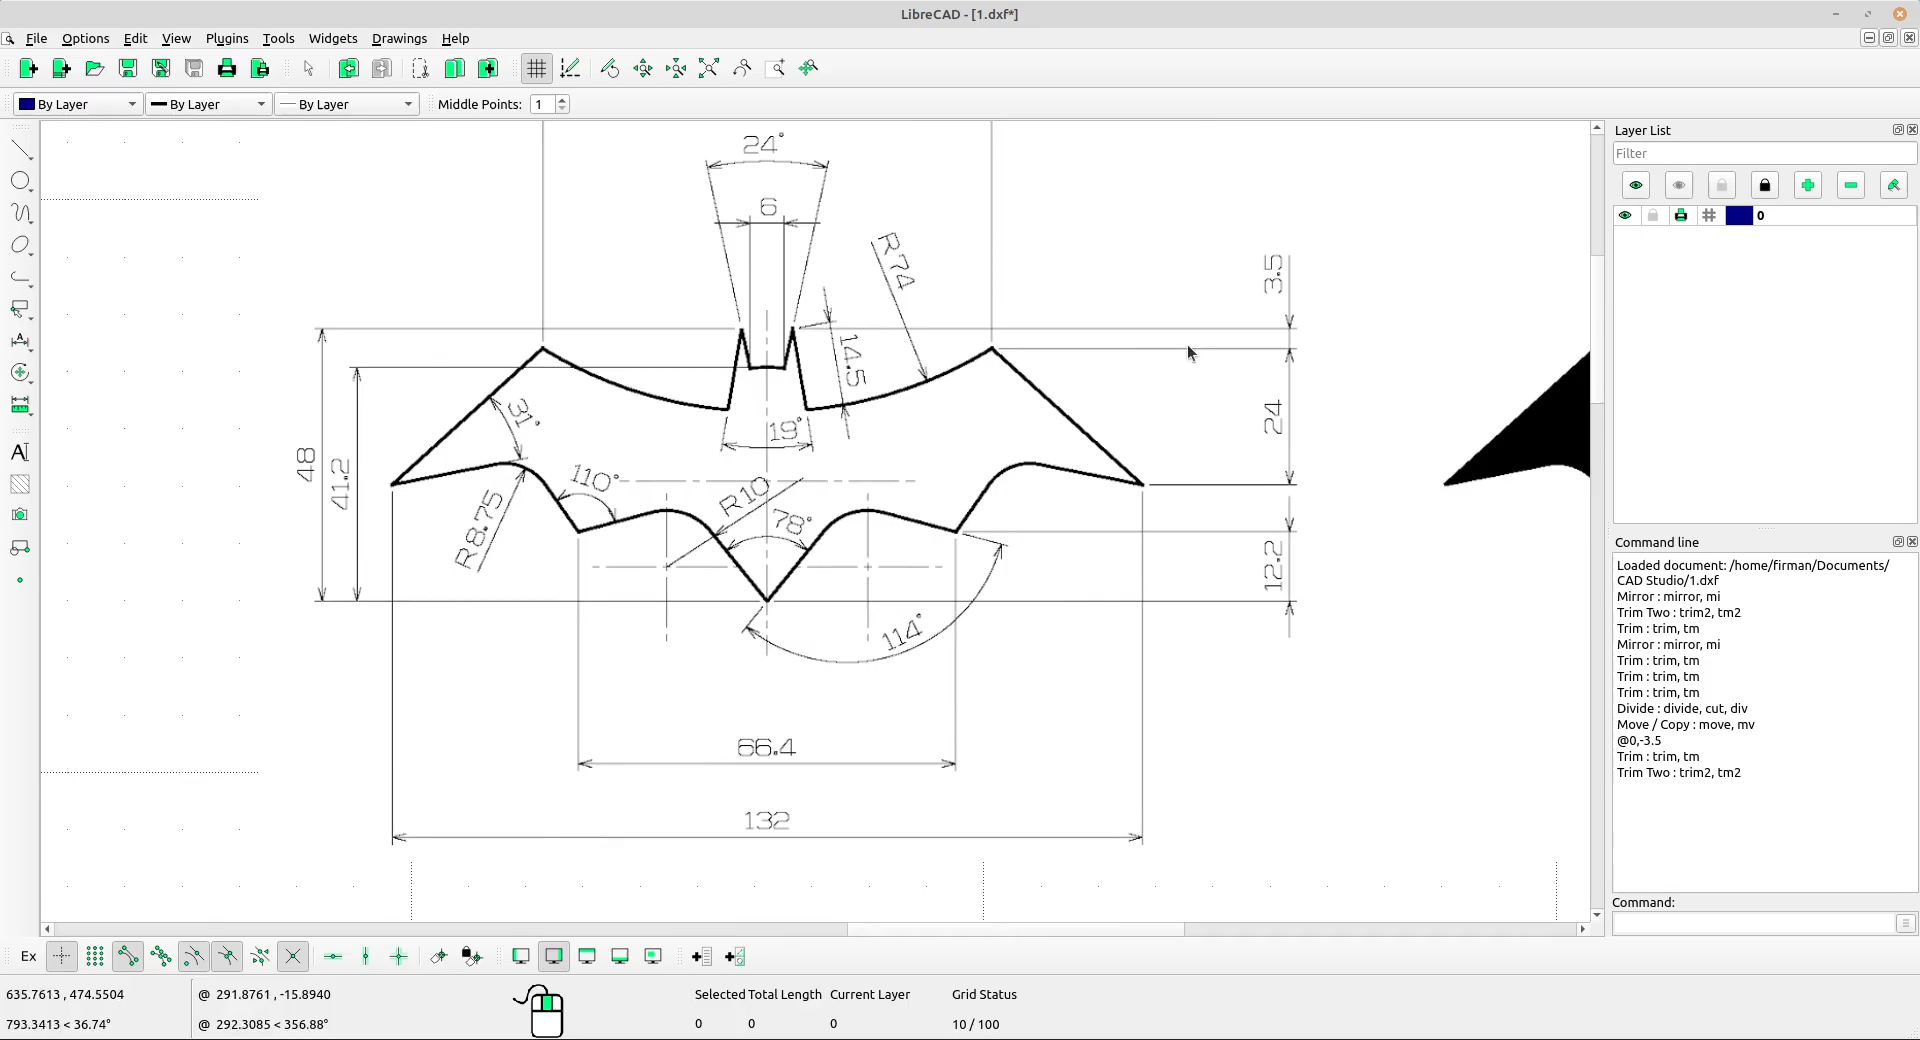 LibreCAD - [1.dxf*]
File Options Edit View Plugins Tools Widgets Drawings Help
By Layer By Layer By Layer Middle Points: 1
Layer List
Filter
0
24°
6
R74
3.5
14.5
31°
19°
24
48
41.2
110°
R10
78°
R8.75
12.2
114°
66.4
132
Command line
Loaded document: /home/firman/Documents/
CAD Studio/1.dxf
Mirror : mirror, mi
Trim Two : trim2, tm2
Trim : trim, tm
Mirror : mirror, mi
Trim : trim, tm
Trim : trim, tm
Trim : trim, tm
Divide : divide, cut, div
Move / Copy : move, mv
@0,-3.5
Trim : trim, tm
Trim Two : trim2, tm2
Command:
Ex
635.7613 , 474.5504 @ 291.8761 , -15.8940 Selected Total Length Current Layer Grid Status
793.3413 < 36.74° @ 292.3085 < 356.88° 0 0 0 10 / 100